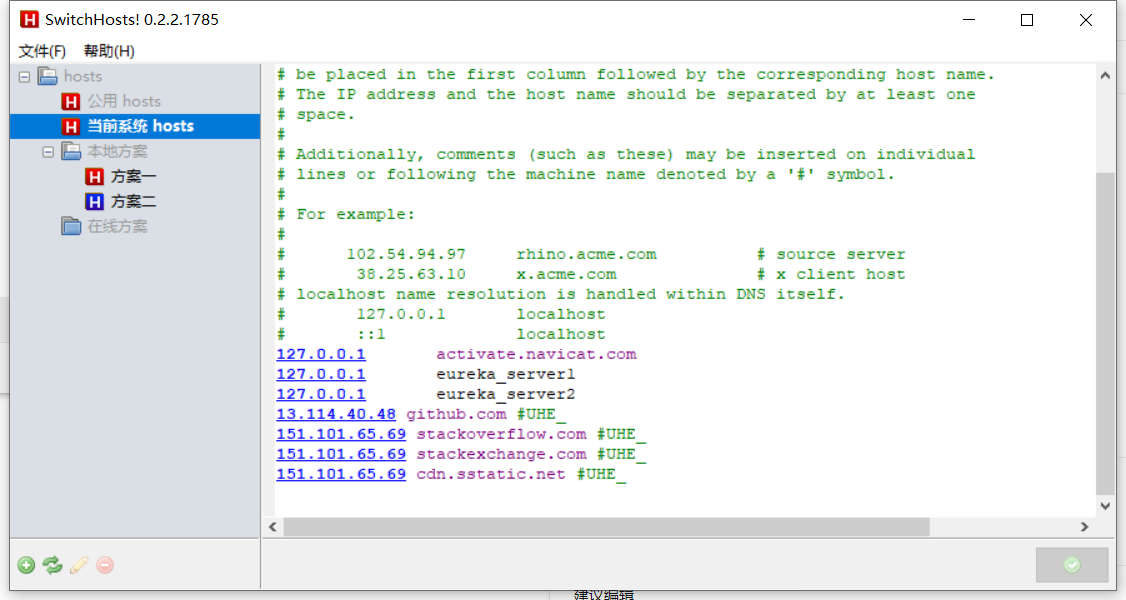 SwitchHosts! 0.2.2.1785
文件(F) 帮助(H)
hosts
公用 hosts
当前系统 hosts
本地方案
方案一
方案二
在线方案
# be placed in the first column followed by the corresponding host name.
# The IP address and the host name should be separated by at least one
# space.
#
# Additionally, comments (such as these) may be inserted on individual
# lines or following the machine name denoted by a '#' symbol.
#
# For example:
#
# 102.54.94.97 rhino.acme.com # source server
# 38.25.63.10 x.acme.com # x client host
# localhost name resolution is handled within DNS itself.
# 127.0.0.1 localhost
# ::1 localhost
127.0.0.1 activate.navicat.com
127.0.0.1 eureka_server1
127.0.0.1 eureka_server2
13.114.40.48 github.com #UHE_
151.101.65.69 stackoverflow.com #UHE_
151.101.65.69 stackexchange.com #UHE_
151.101.65.69 cdn.sstatic.net #UHE_
建议编辑